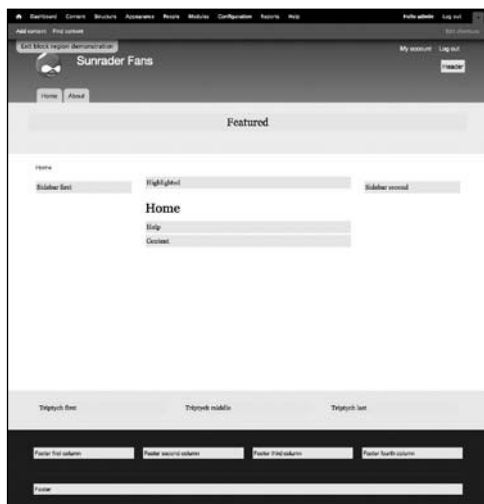 Dashboard Content Structure Appearance People Modules Configuration Reports Help Hello admin Log out
Add content Find content Edit shortcuts
Exit block region demonstration
My account Log out
Sunrader Fans
Header
Home About
Featured
Home
Sidebar first Highlighted Sidebar second
Home
Help
Content
Triptych first Triptych middle Triptych last
Footer first column Footer second column Footer third column Footer fourth column
Footer